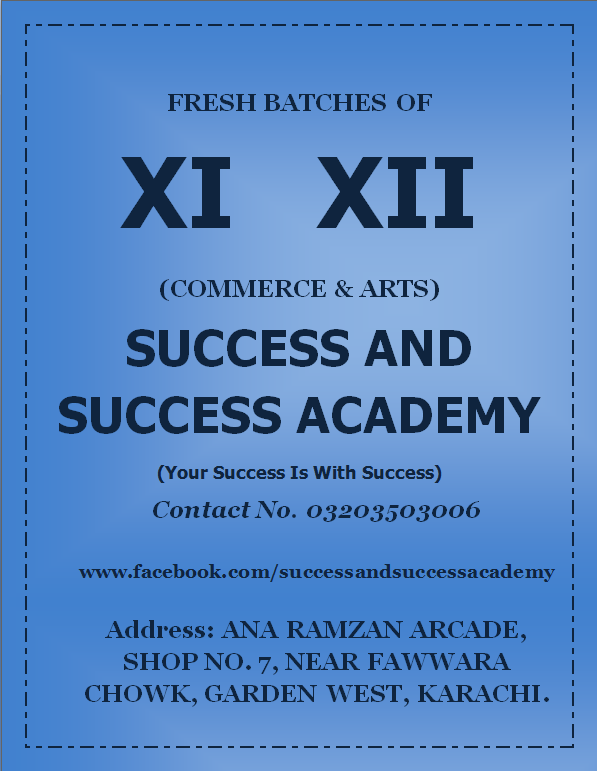 FRESH BATCHES OF
XI XII
(COMMERCE & ARTS)
SUCCESS AND
SUCCESS ACADEMY
(Your Success Is With Success)
Contact No. 03203503006
www.facebook.com/successandsuccessacademy
Address: ANA RAMZAN ARCADE,
SHOP NO. 7, NEAR FAWWARA
CHOWK, GARDEN WEST, KARACHI.